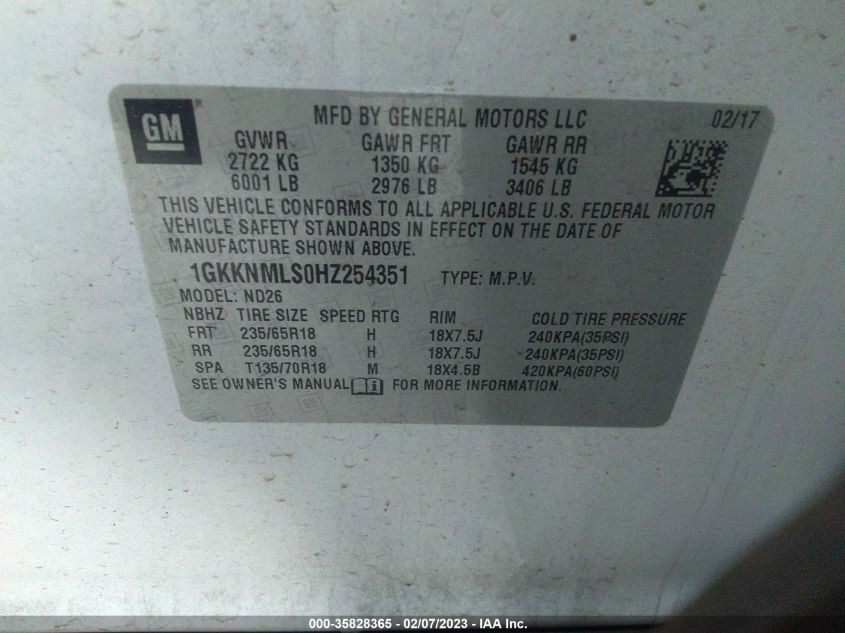 GM ®
MFD BY GENERAL MOTORS LLC 02/17
GVWR GAWR FRT GAWR RR
2722 KG 1350 KG 1545 KG
6001 LB 2976 LB 3406 LB
THIS VEHICLE CONFORMS TO ALL APPLICABLE U.S. FEDERAL MOTOR
VEHICLE SAFETY STANDARDS IN EFFECT ON THE DATE OF
MANUFACTURE SHOWN ABOVE.
1GKKNMLS0HZ254351 TYPE: M.P.V.
MODEL: ND26
NBHZ TIRE SIZE SPEED RTG RIM COLD TIRE PRESSURE
FRT 235/65R18 H 18X7.5J 240KPA(35PSI)
RR 235/65R18 H 18X7.5J 240KPA(35PSI)
SPA T135/70R18 M 18X4.5B 420KPA(60PSI)
SEE OWNER'S MANUAL i FOR MORE INFORMATION.
000-35828365 - 02/07/2023 - IAA Inc.